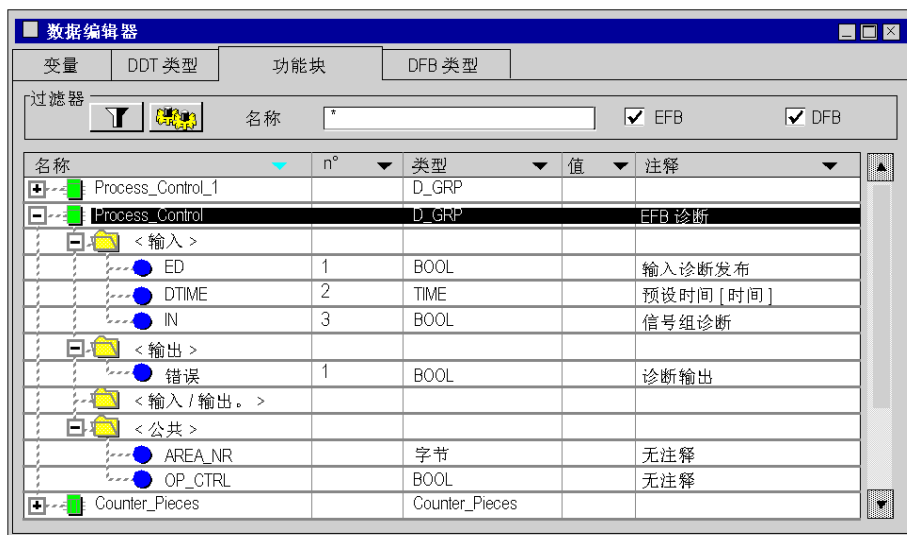 数据编辑器
变量 DDT 类型 功能块 DFB 类型
过滤器
名称 * EFB DFB
名称 n° 类型 值 注释
Process_Control_1 D_GRP
Process_Control D_GRP EFB 诊断
<输入>
ED 1 BOOL 输入诊断发布
DTIME 2 TIME 预设时间 [ 时间 ]
IN 3 BOOL 信号组诊断
<输出>
错误 1 BOOL 诊断输出
<输入 / 输出。>
<公共>
AREA_NR 字节 无注释
OP_CTRL BOOL 无注释
Counter_Pieces Counter_Pieces